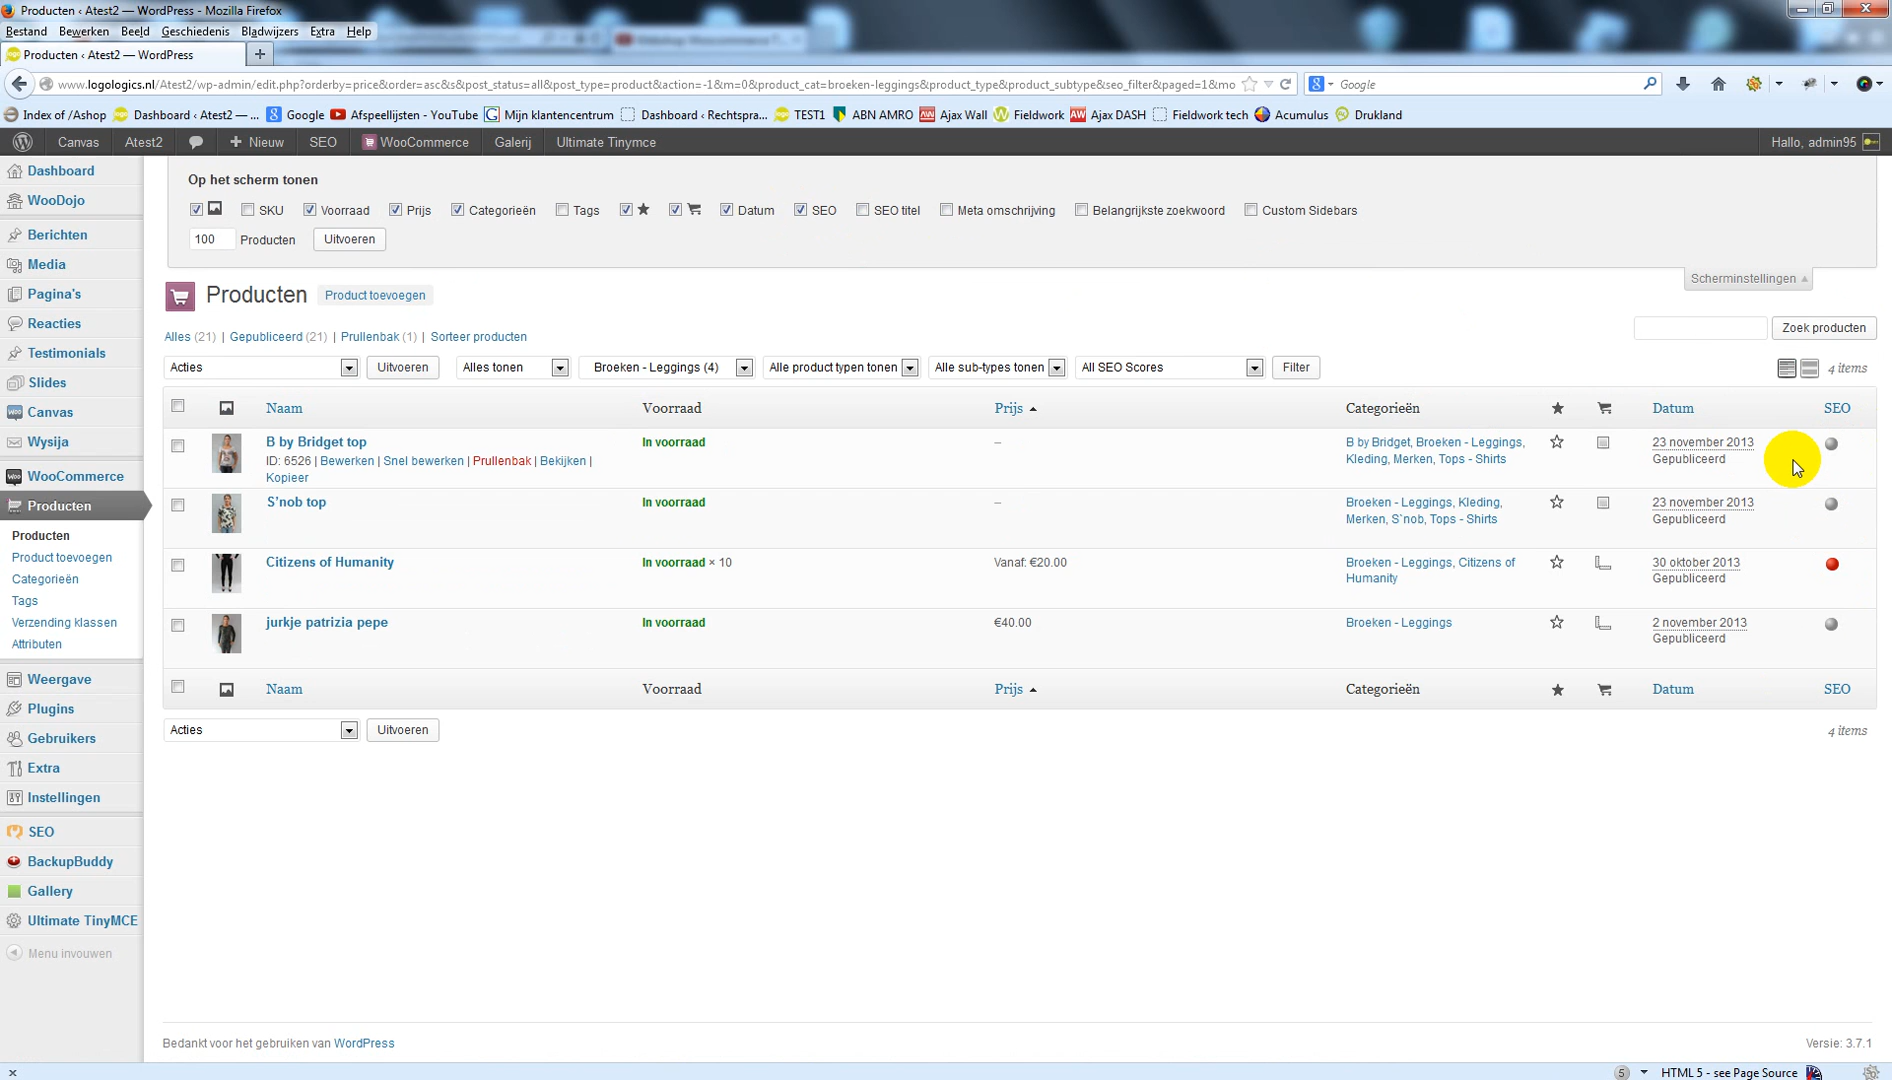 Producten ‹ Atest2 — WordPress - Mozilla Firefox
Bestand Bewerken Beeld Geschiedenis Bladwijzers Extra Help
Producten ‹ Atest2 — WordPress
www.logologics.nl/Atest2/wp-admin/edit.php?orderby=price&order=asc&s&post_status=all&post_type=product&action=-1&m=0&product_cat=broeken-leggings&product_type&product_subtype&seo_filter&paged=1&mo Google
Index of /Ashop Dashboard ‹ Atest2 — ... Google Afspeellijsten - YouTube Mijn klantencentrum Dashboard ‹ Rechtspra... TEST1 ABN AMRO Ajax Wall Fieldwork Ajax DASH Fieldwork tech Acumulus Drukland
Canvas Atest2 + Nieuw SEO WooCommerce Galerij Ultimate Tinymce Hallo, admin95
Dashboard
WooDojo
Berichten
Media
Pagina's
Reacties
Testimonials
Slides
Canvas
Wysija
WooCommerce
Producten
Producten
Product toevoegen
Categorieën
Tags
Verzending klassen
Attributen
Weergave
Plugins
Gebruikers
Extra
Instellingen
SEO
BackupBuddy
Gallery
Ultimate TinyMCE
Menu invouwen
Op het scherm tonen
SKU Voorraad Prijs Categorieën Tags Datum SEO SEO titel Meta omschrijving Belangrijkste zoekwoord Custom Sidebars
100 Producten Uitvoeren
Scherminstellingen
Producten Product toevoegen
Alles (21) | Gepubliceerd (21) | Prullenbak (1) | Sorteer producten
Zoek producten
Acties Uitvoeren Alles tonen Broeken - Leggings (4) Alle product typen tonen Alle sub-types tonen All SEO Scores Filter 4 items
Naam Voorraad Prijs Categorieën Datum SEO
B by Bridget top In voorraad – B by Bridget, Broeken - Leggings, 23 november 2013
ID: 6526 | Bewerken | Snel bewerken | Prullenbak | Bekijken | Kleding, Merken, Tops - Shirts Gepubliceerd
Kopieer
S'nob top In voorraad – Broeken - Leggings, Kleding, 23 november 2013
Merken, S`nob, Tops - Shirts Gepubliceerd
Citizens of Humanity In voorraad × 10 Vanaf: €20.00 Broeken - Leggings, Citizens of 30 oktober 2013
Humanity Gepubliceerd
jurkje patrizia pepe In voorraad €40.00 Broeken - Leggings 2 november 2013
Gepubliceerd
Naam Voorraad Prijs Categorieën Datum SEO
Acties Uitvoeren 4 items
Bedankt voor het gebruiken van WordPress Versie: 3.7.1
x 5 HTML 5 - see Page Source